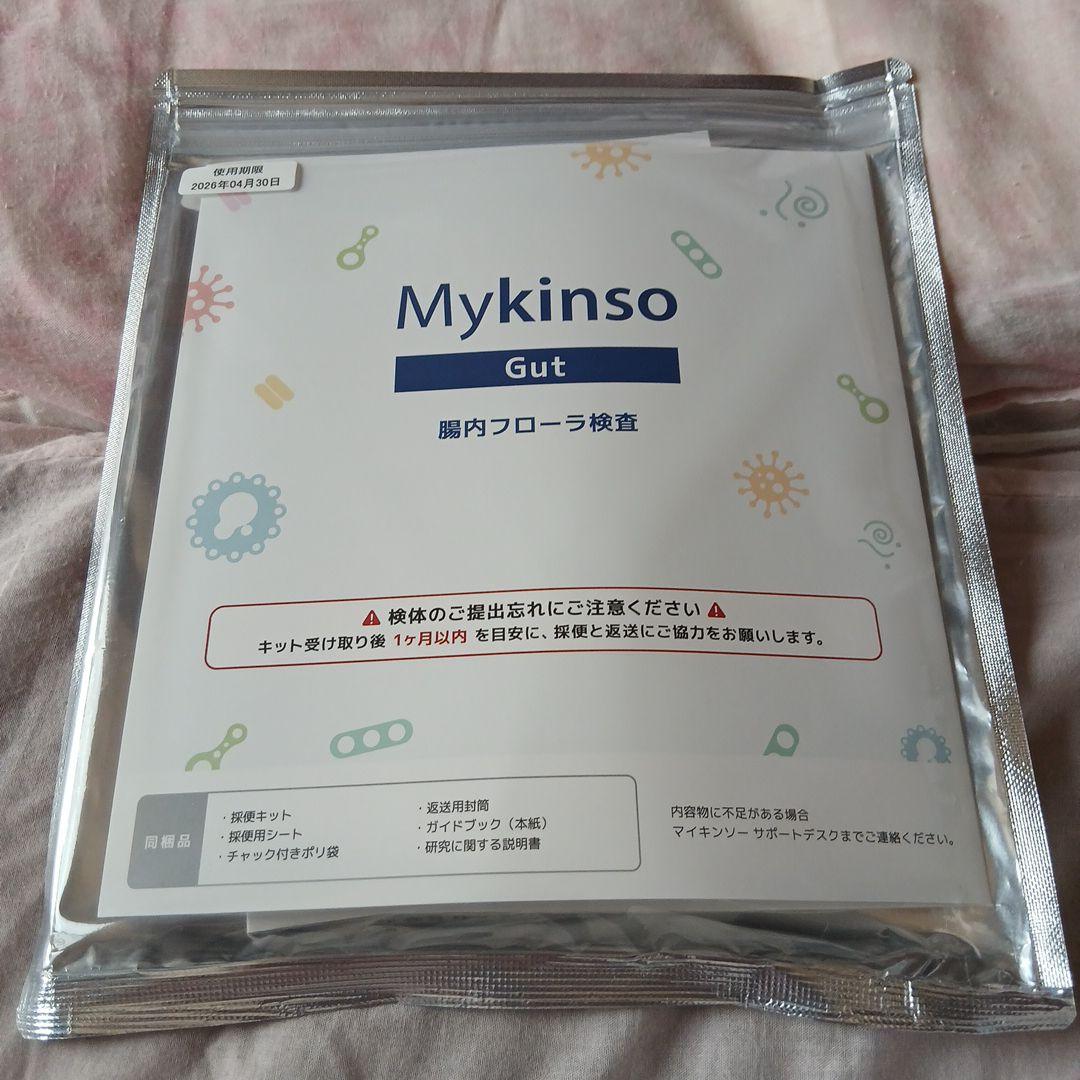 使用期限
2026年04月30日
Mykinso
Gut
腸内フローラ検査
検体のご提出忘れにご注意ください
キット受け取り後 1ヶ月以内 を目安に、採便と返送にご協力をお願いします。
同梱品
・採便キット
・採便用シート
・チャック付きポリ袋
・返送用封筒
・ガイドブック（本紙）
・研究に関する説明書
内容物に不足がある場合
マイキンソー サポートデスクまでご連絡ください。